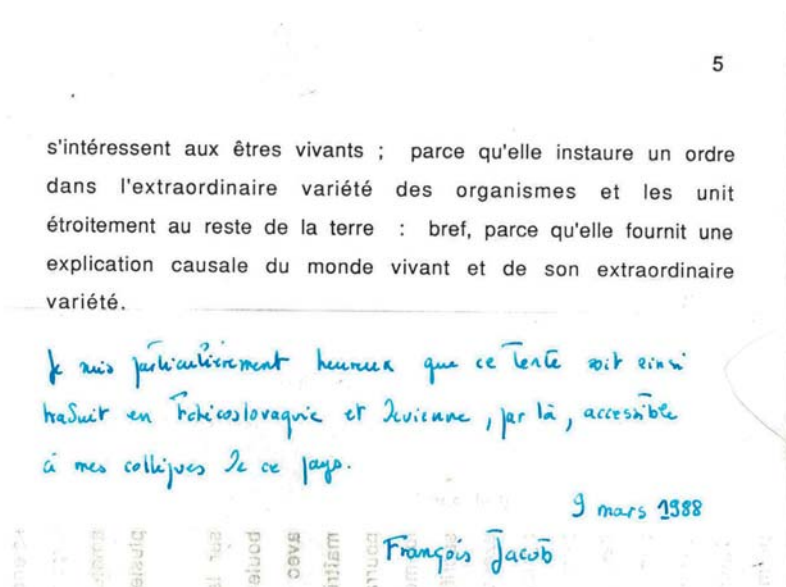 5
s'intéressent aux êtres vivants ; parce qu'elle instaure un ordre
dans l'extraordinaire variété des organismes et les unit
étroitement au reste de la terre : bref, parce qu'elle fournit une
explication causale du monde vivant et de son extraordinaire
variété.
Je suis particulièrement heureux que ce texte soit ainsi
traduit en Tchécoslovaquie et devienne, par là, accessible
à mes collègues de ce pays.
9 mars 1988
François Jacob